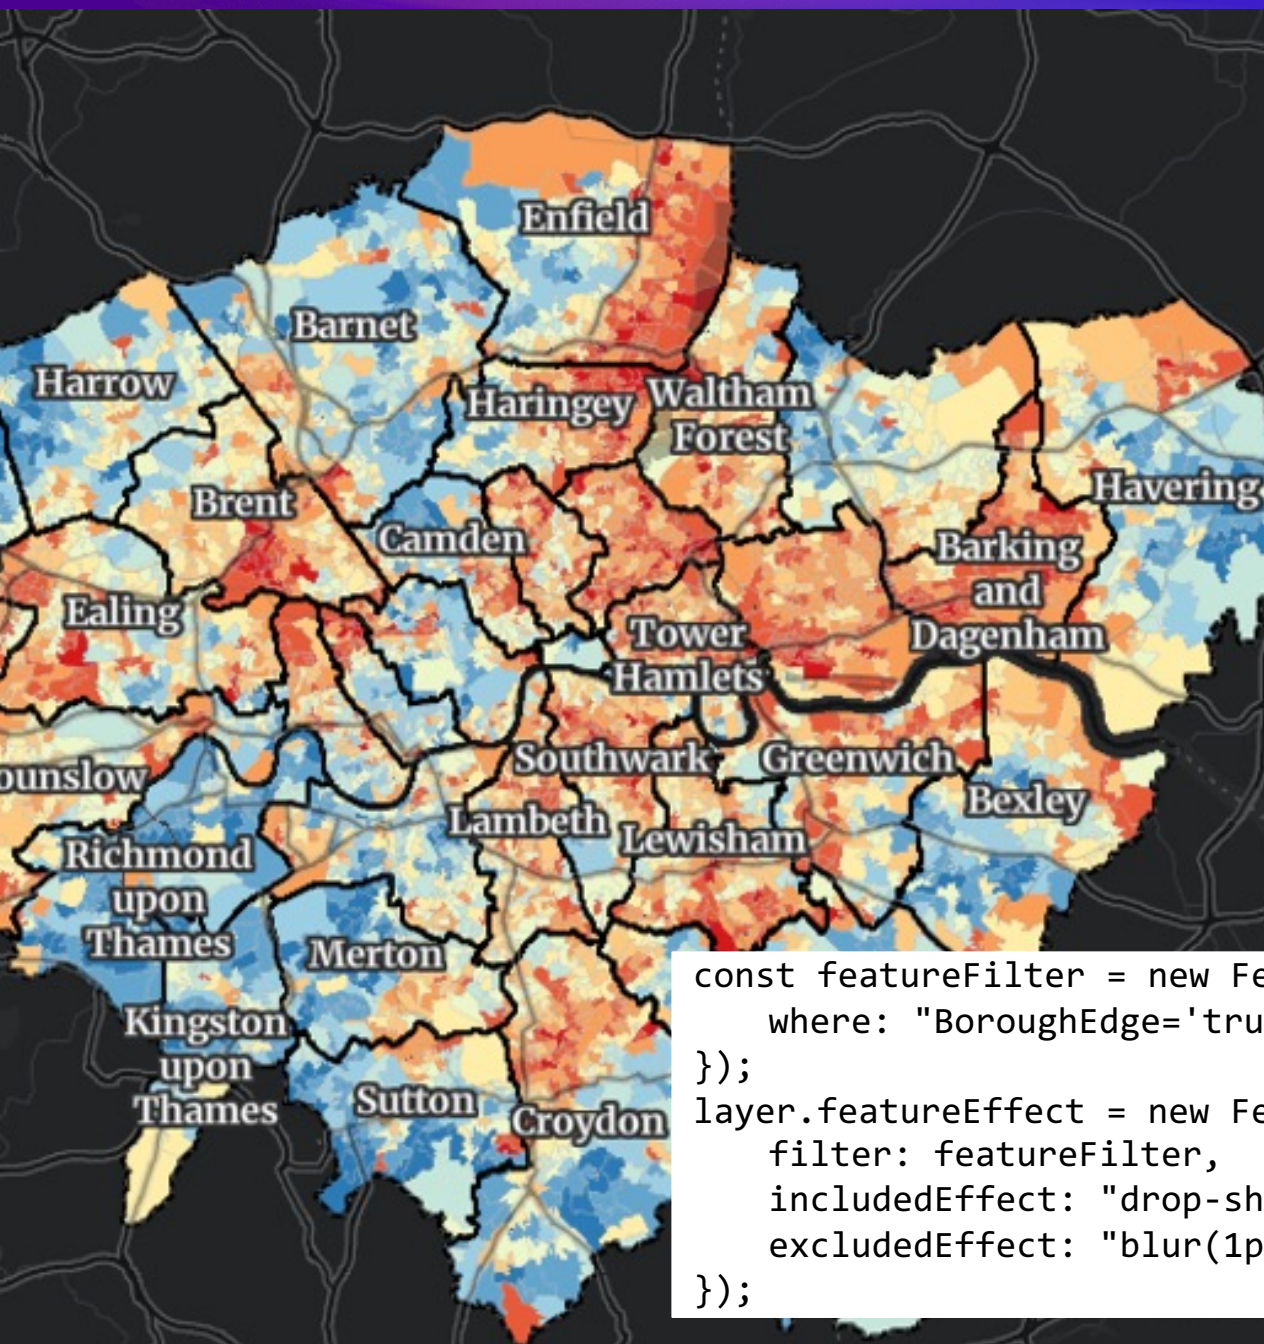 Enfield
Barnet
Harrow
Haringey
Waltham
Forest
Brent
Havering
Camden
Barking
and
Dagenham
Ealing
Tower
Hamlets
Southwark
Greenwich
ounslow
Bexley
Lambeth
Lewisham
Richmond
upon
Thames
Merton
Kingston
upon
Thames
Sutton
Croydon
const featureFilter = new Fe
where: "BoroughEdge='tru
});
layer.featureEffect = new Fe
filter: featureFilter,
includedEffect: "drop-sh
excludedEffect: "blur(1p
});